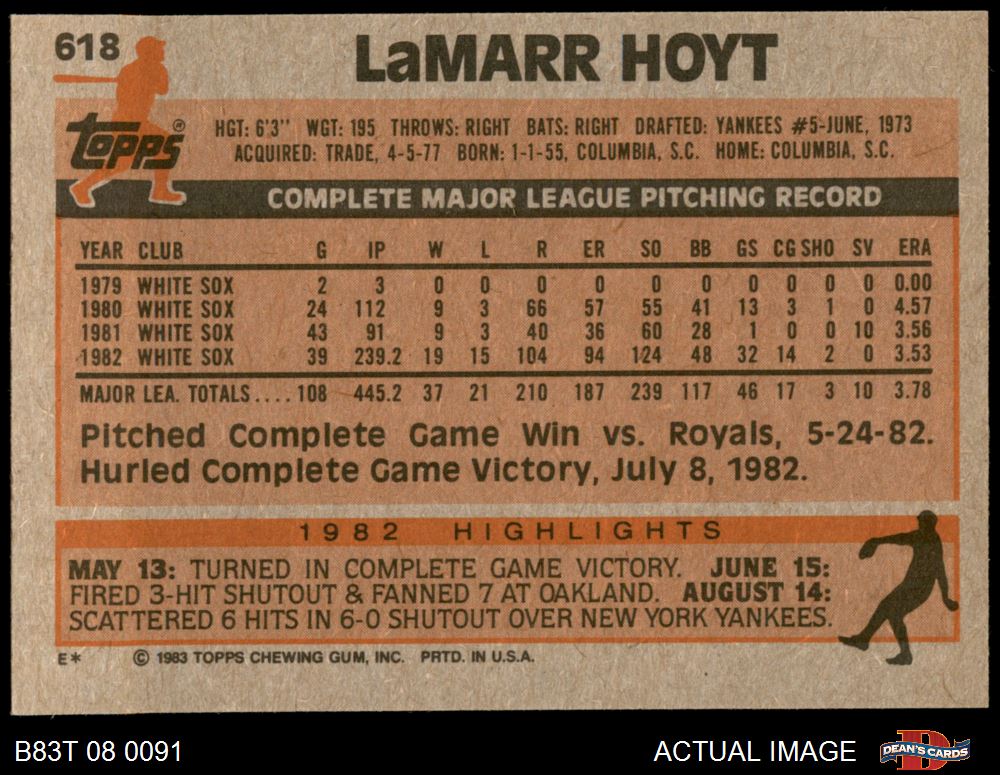 618
LaMARR HOYT
Topps®
HGT: 6'3" WGT: 195 THROWS: RIGHT BATS: RIGHT DRAFTED: YANKEES #5-JUNE, 1973
ACQUIRED: TRADE, 4-5-77 BORN: 1-1-55, COLUMBIA, S.C. HOME: COLUMBIA, S.C.
COMPLETE MAJOR LEAGUE PITCHING RECORD
YEAR CLUB G IP W L R ER SO BB GS CG SHO SV ERA
1979 WHITE SOX 2 3 0 0 0 0 0 0 0 0 0 0 0.00
1980 WHITE SOX 24 112 9 3 66 57 55 41 13 3 1 0 4.57
1981 WHITE SOX 43 91 9 3 40 36 60 28 1 0 0 10 3.56
1982 WHITE SOX 39 239.2 19 15 104 94 124 48 32 14 2 0 3.53
MAJOR LEA. TOTALS.... 108 445.2 37 21 210 187 239 117 46 17 3 10 3.78
Pitched Complete Game Win vs. Royals, 5-24-82.
Hurled Complete Game Victory, July 8, 1982.
1982 HIGHLIGHTS
MAY 13: TURNED IN COMPLETE GAME VICTORY. JUNE 15:
FIRED 3-HIT SHUTOUT & FANNED 7 AT OAKLAND. AUGUST 14:
SCATTERED 6 HITS IN 6-0 SHUTOUT OVER NEW YORK YANKEES.
E* © 1983 TOPPS CHEWING GUM, INC. PRTD. IN U.S.A.
B83T 08 0091 ACTUAL IMAGE D DEAN'S CARDS